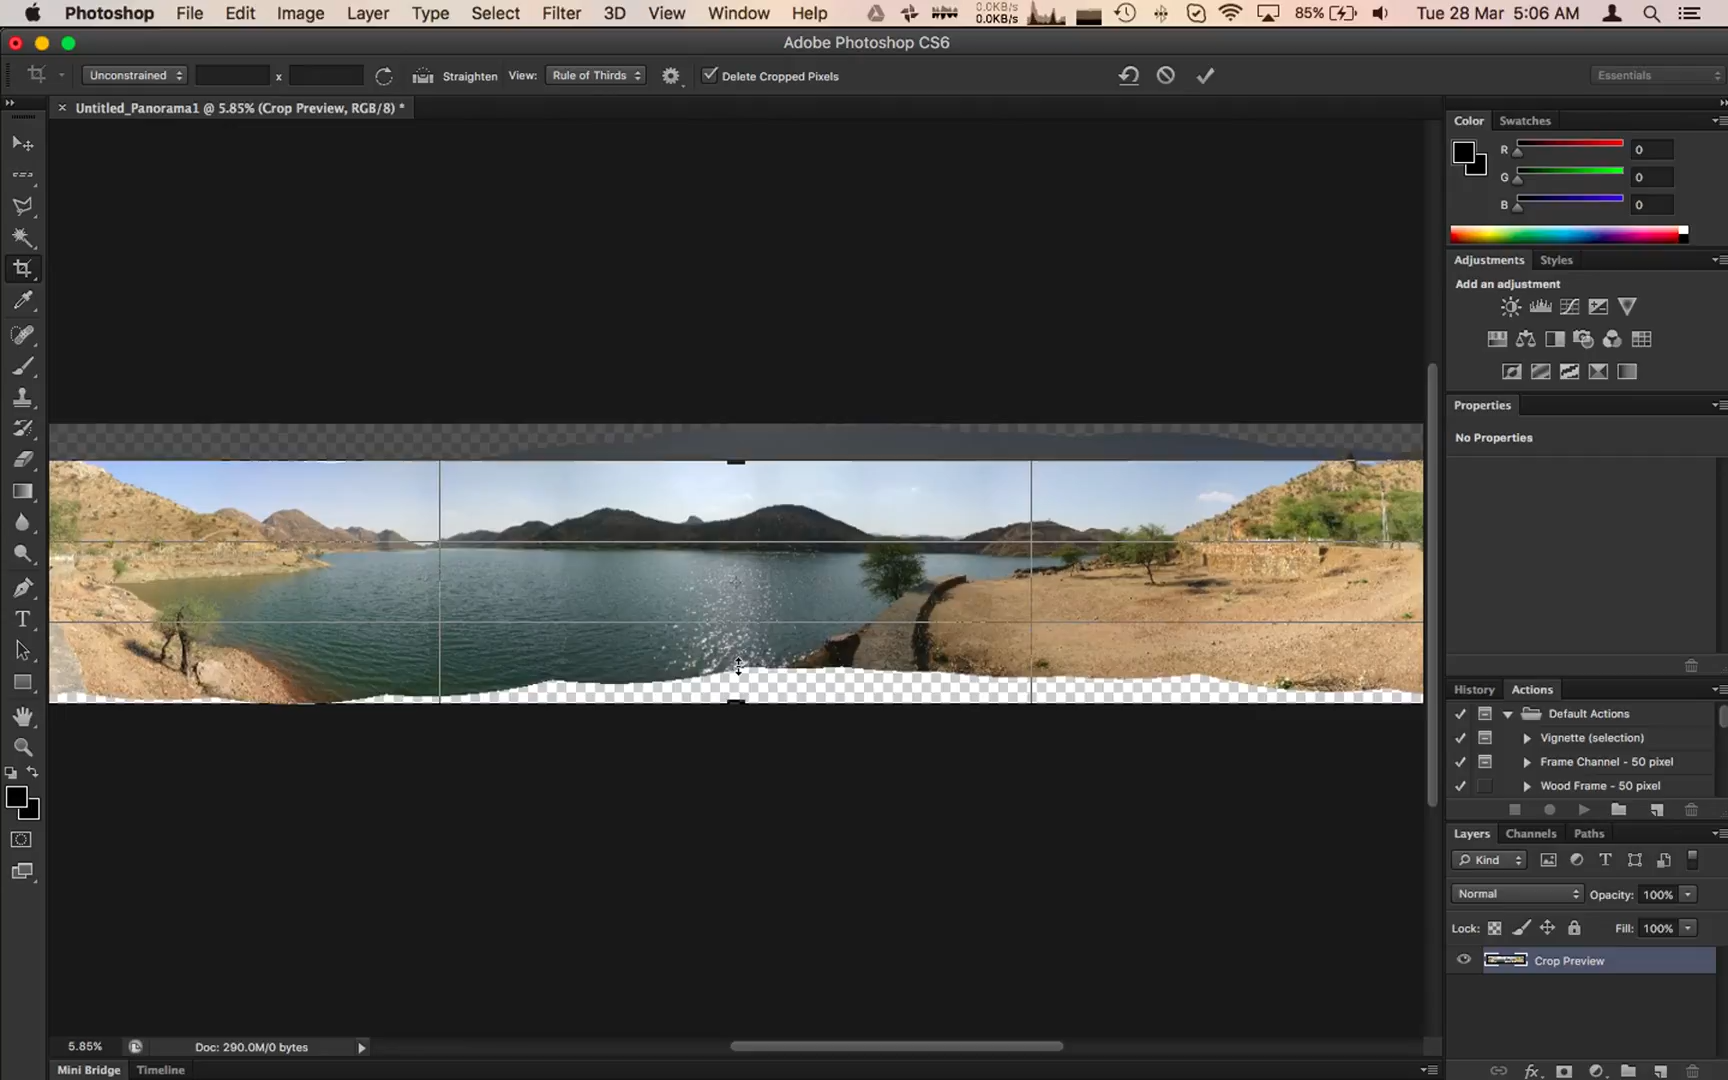 Photoshop File Edit Image Layer Type Select Filter 3D View Window Help 0.0KB/s 0.0KB/s 85% Tue 28 Mar 5:06 AM
Adobe Photoshop CS6
Unconstrained x Straighten View: Rule of Thirds Delete Cropped Pixels Essentials
Untitled_Panorama1 @ 5.85% (Crop Preview, RGB/8) *
Color Swatches
R 0
G 0
B 0
Adjustments Styles
Add an adjustment
Properties
No Properties
History Actions
Default Actions
Vignette (selection)
Frame Channel - 50 pixel
Wood Frame - 50 pixel
Layers Channels Paths
Kind
Normal Opacity: 100%
Lock: Fill: 100%
Crop Preview
5.85% Doc: 290.0M/0 bytes
Mini Bridge Timeline